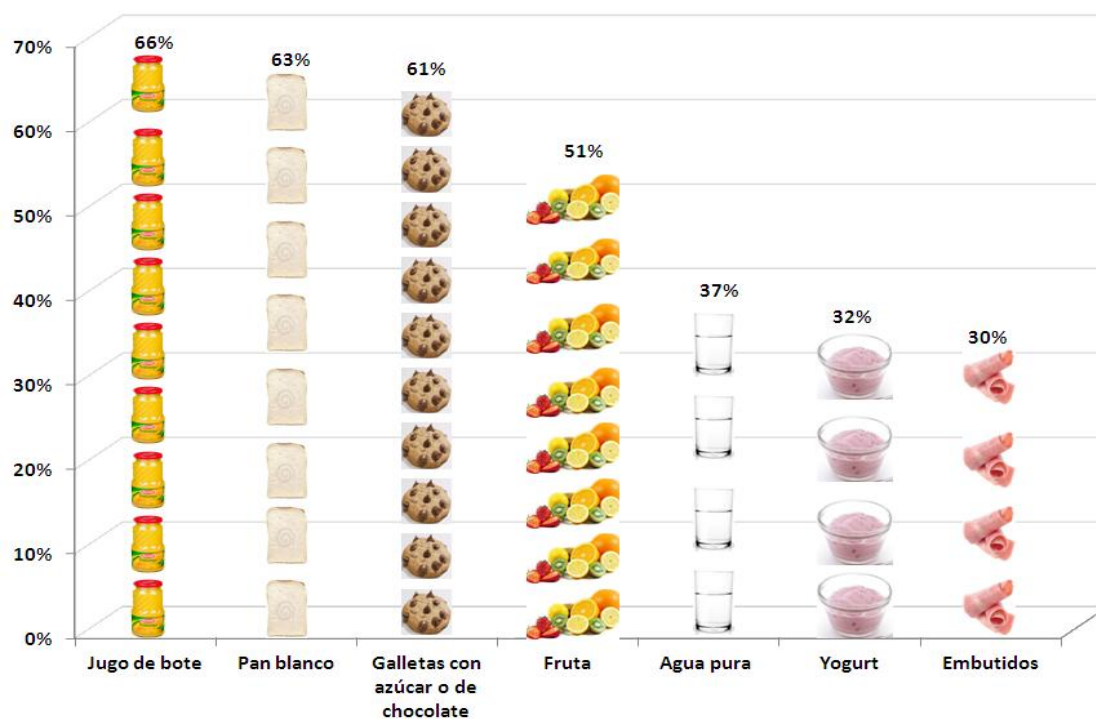 70%
60%
50%
40%
30%
20%
10%
0%
66%
63%
61%
51%
37%
32%
30%
Jugo de bote
Pan blanco
Galletas con
azúcar o de
chocolate
Fruta
Agua pura
Yogurt
Embutidos